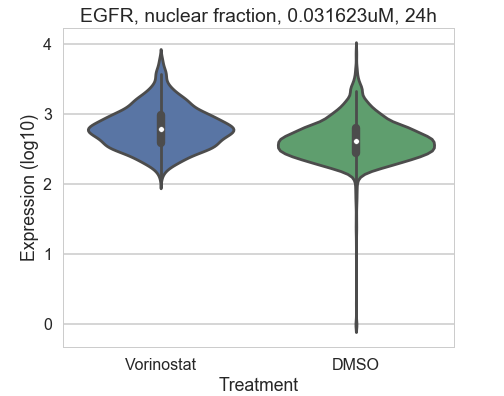 EGFR, nuclear fraction, 0.031623uM, 24h
4
3
2
1
0
Expression (log10)
Vorinostat
DMSO
Treatment